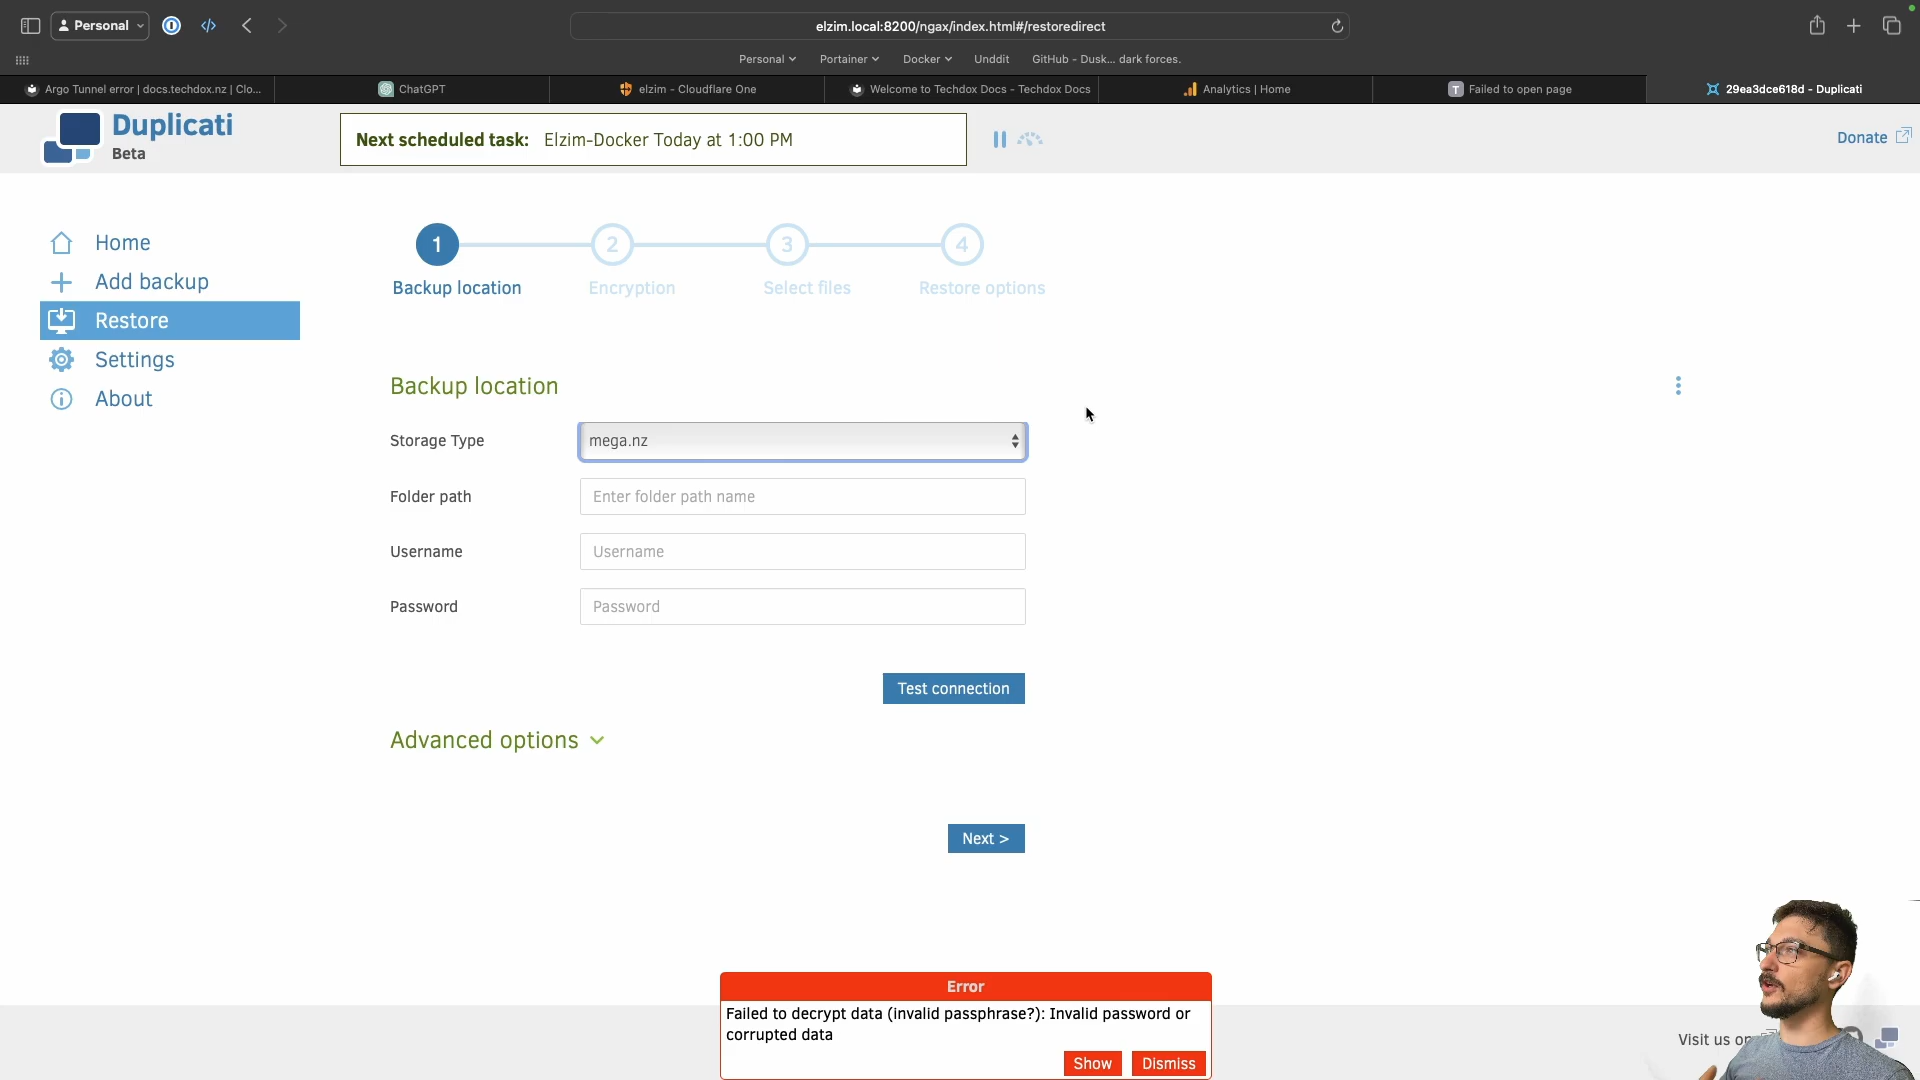 Personal
elzim.local:8200/ngax/index.html#/restoredirect
Personal
Portainer
Docker
Unddit
GitHub - Dusk... dark forces.
Argo Tunnel error | docs.techdox.nz | Clo...
ChatGPT
elzim - Cloudflare One
Welcome to Techdox Docs - Techdox Docs
Analytics | Home
T Failed to open page
29ea3dce618d - Duplicati
Duplicati
Beta
Next scheduled task: Elzim-Docker Today at 1:00 PM
Donate
Home
Add backup
Restore
Settings
About
1
2
3
4
Backup location
Encryption
Select files
Restore options
Backup location
Storage Type
mega.nz
Folder path
Enter folder path name
Username
Username
Password
Password
Test connection
Advanced options
Next >
Error
Failed to decrypt data (invalid passphrase?): Invalid password or
corrupted data
Show
Dismiss
Visit us on